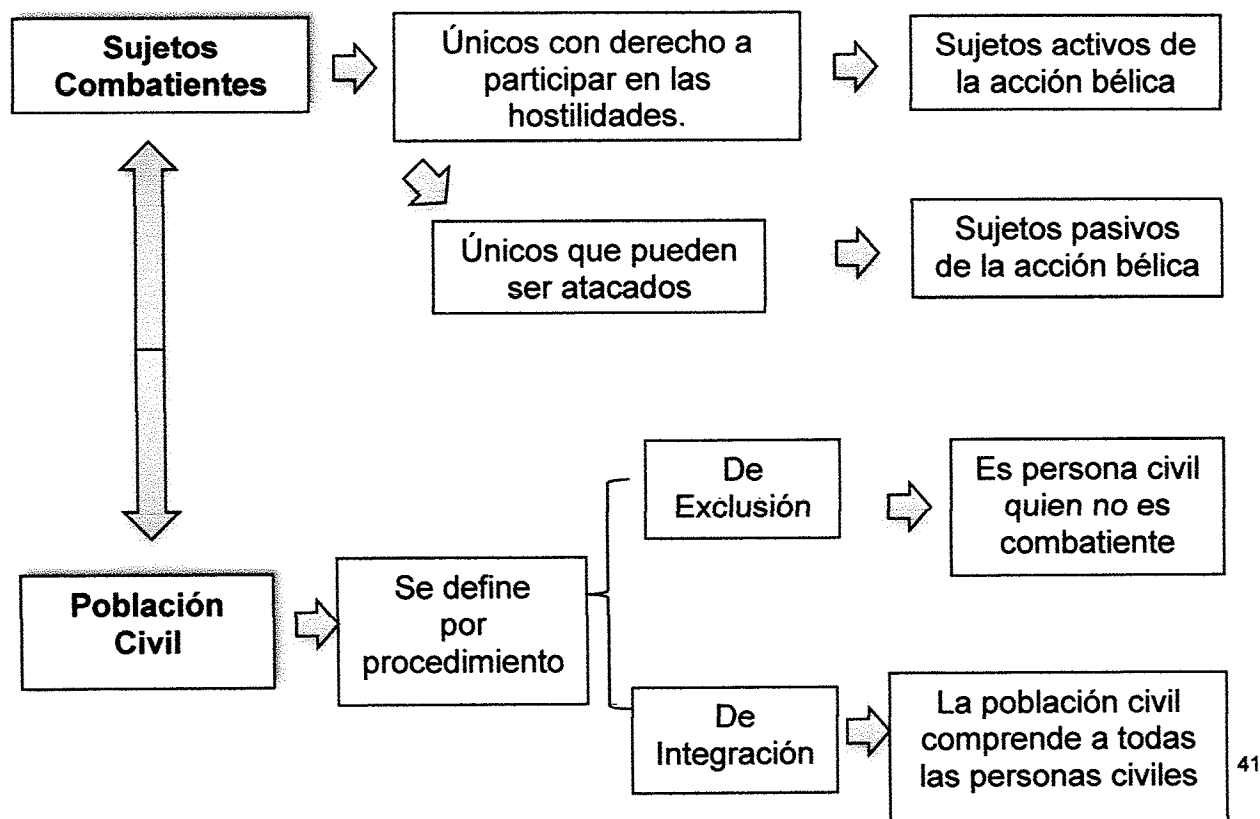 Sujetos
Combatientes
Únicos con derecho a
participar en las
hostilidades.
Sujetos activos de
la acción bélica
Únicos que pueden
ser atacados
Sujetos pasivos
de la acción bélica
Población
Civil
Se define
por
procedimiento
De
Exclusión
Es persona civil
quien no es
combatiente
De
Integración
La población civil
comprende a todas
las personas civiles
41